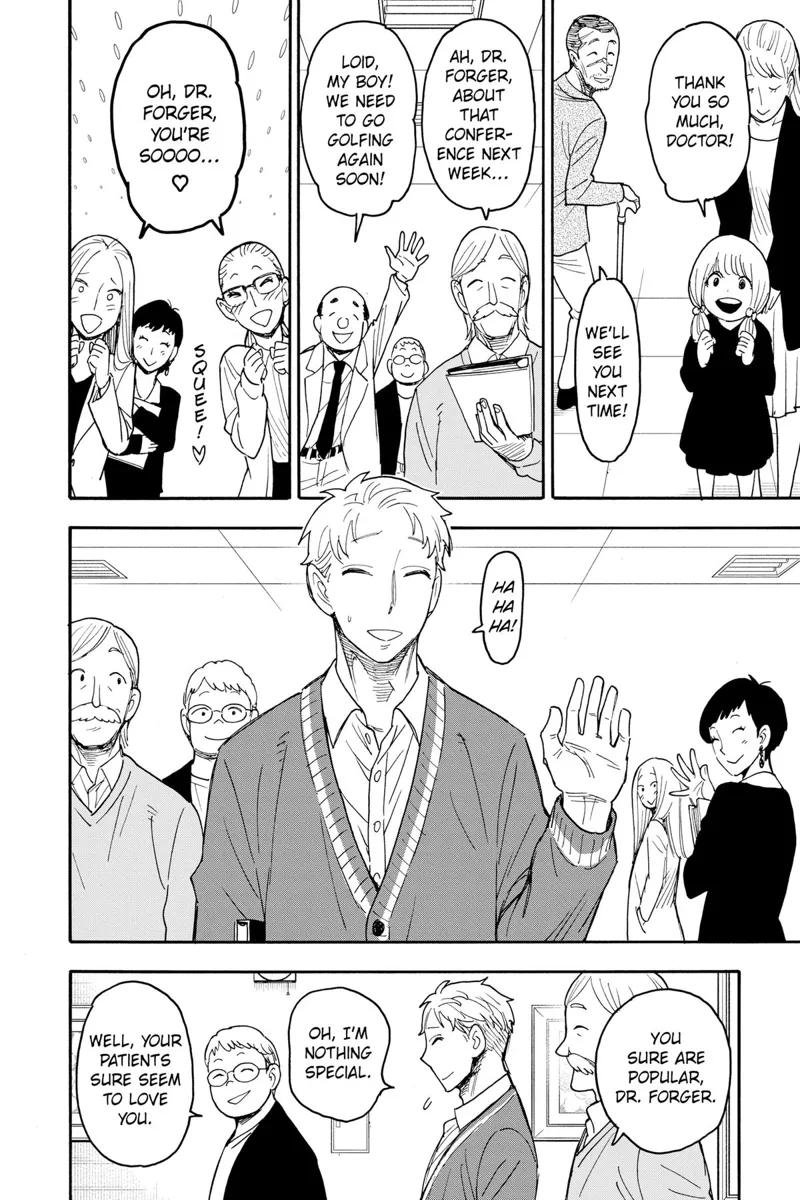 THANK
YOU SO
MUCH,
DOCTOR!
WE'LL
SEE
YOU
NEXT
TIME!
AH, DR.
FORGER,
ABOUT
THAT
CONFER-
ENCE NEXT
WEEK...
LOID,
MY BOY!
WE NEED
TO GO
GOLFING
AGAIN
SOON!
OH, DR.
FORGER,
YOU'RE
SOOOO...
♡
SQUEE!♡
HA
HA
HA!
YOU
SURE ARE
POPULAR,
DR. FORGER.
OH, I'M
NOTHING
SPECIAL.
WELL, YOUR
PATIENTS
SURE SEEM
TO LOVE
YOU.